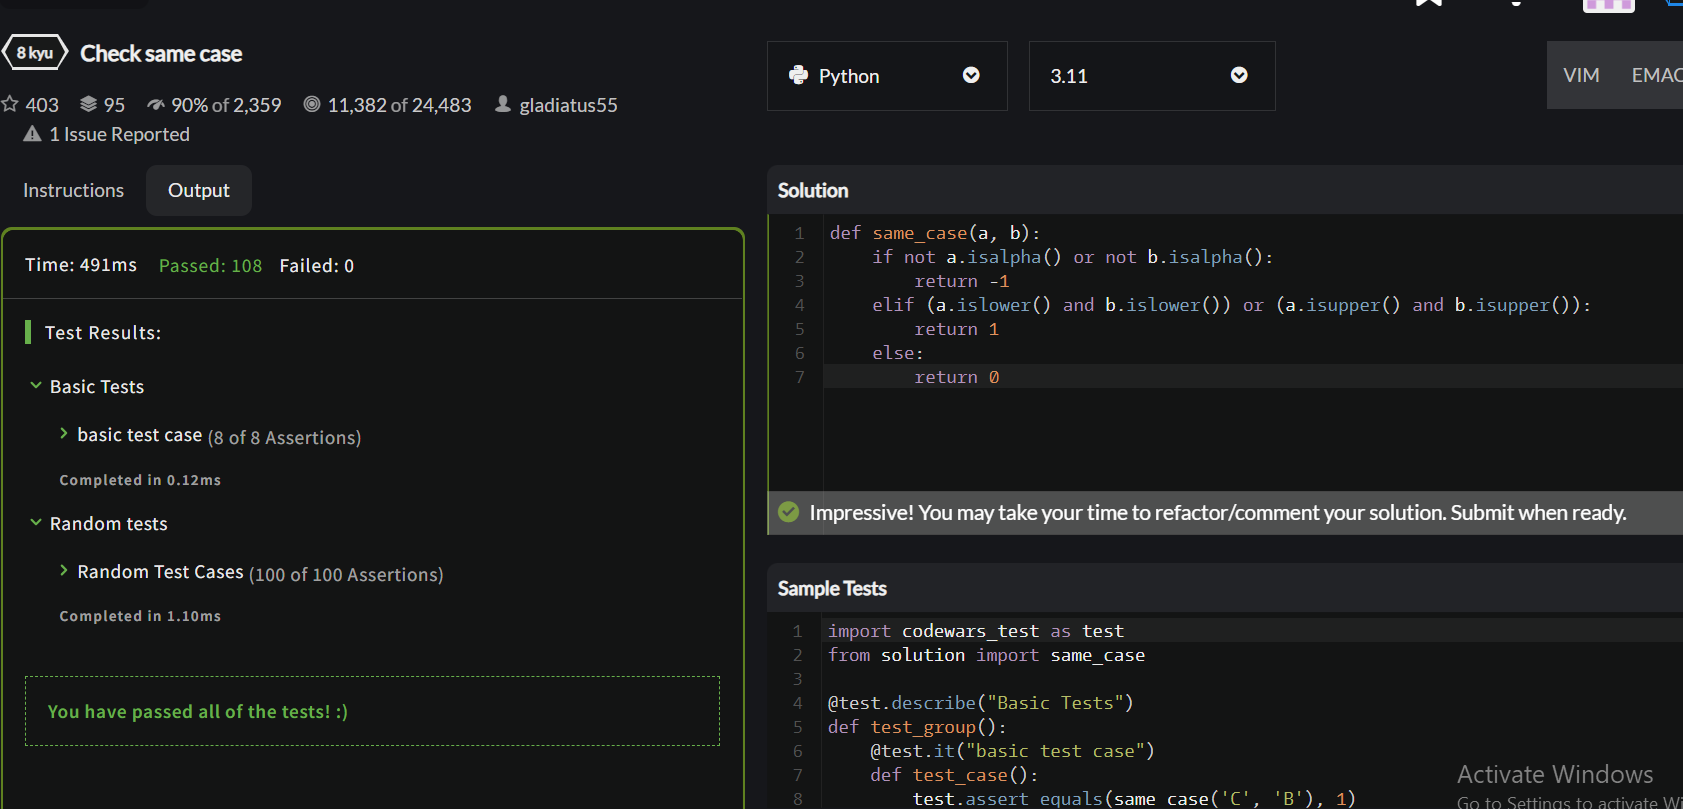 8 kyu Check same case
403 95 90% of 2,359 11,382 of 24,483 gladiatus55
1 Issue Reported
Instructions Output
Time: 491ms Passed: 108 Failed: 0
Test Results:
Basic Tests
basic test case (8 of 8 Assertions)
Completed in 0.12ms
Random tests
Random Test Cases (100 of 100 Assertions)
Completed in 1.10ms
You have passed all of the tests! :)
Python 3.11 VIM EMAC
Solution
1 def same_case(a, b):
2     if not a.isalpha() or not b.isalpha():
3         return -1
4     elif (a.islower() and b.islower()) or (a.isupper() and b.isupper()):
5         return 1
6     else:
7         return 0
Impressive! You may take your time to refactor/comment your solution. Submit when ready.
Sample Tests
1 import codewars_test as test
2 from solution import same_case
3
4 @test.describe("Basic Tests")
5 def test_group():
6     @test.it("basic test case")
7     def test_case():
8         test.assert_equals(same_case('C', 'B'), 1)
Activate Windows
Go to Settings to activate Wi